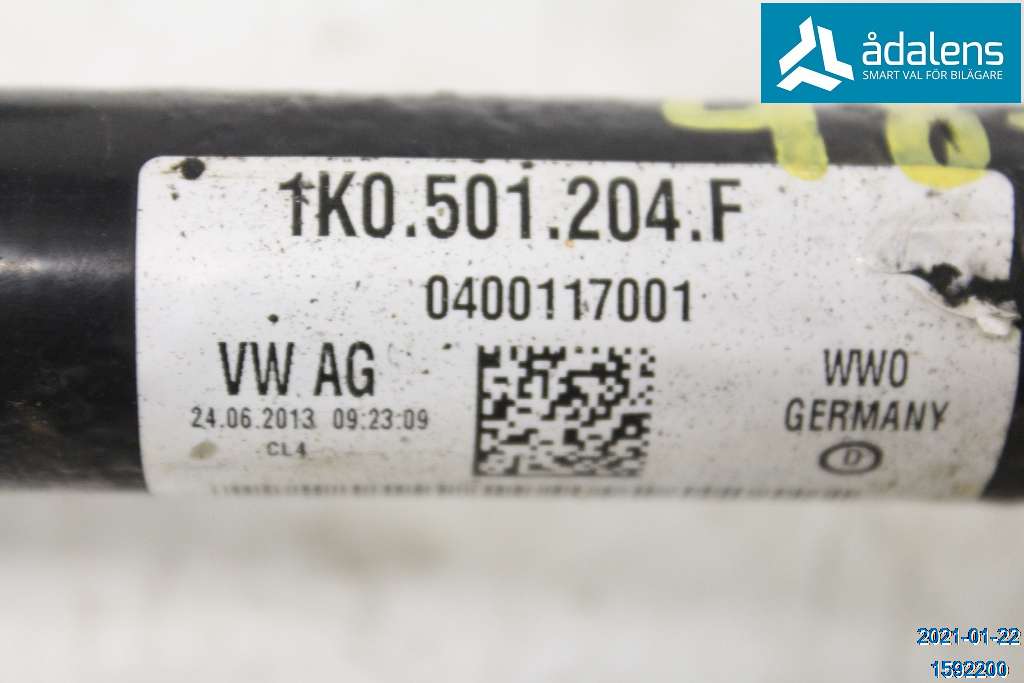 ådalens
SMART VAL FÖR BILÄGARE
1K0.501.204.F
0400117001
VW AG
24.06.2013 09:23:09
CL4
WWO
GERMANY
D
2021-01-22
1592200